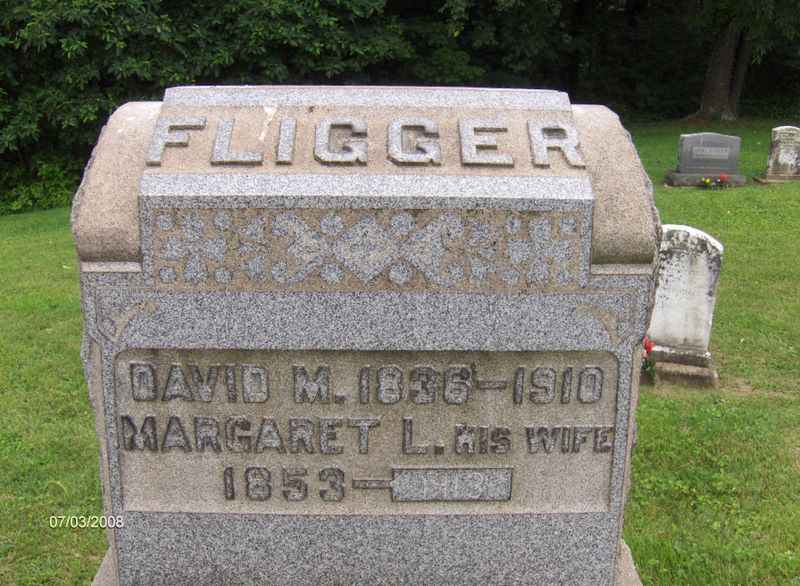 FLIGGER
DAVID M. 1836-1910
MARGARET L. HIS WIFE
1853-
07/03/2008